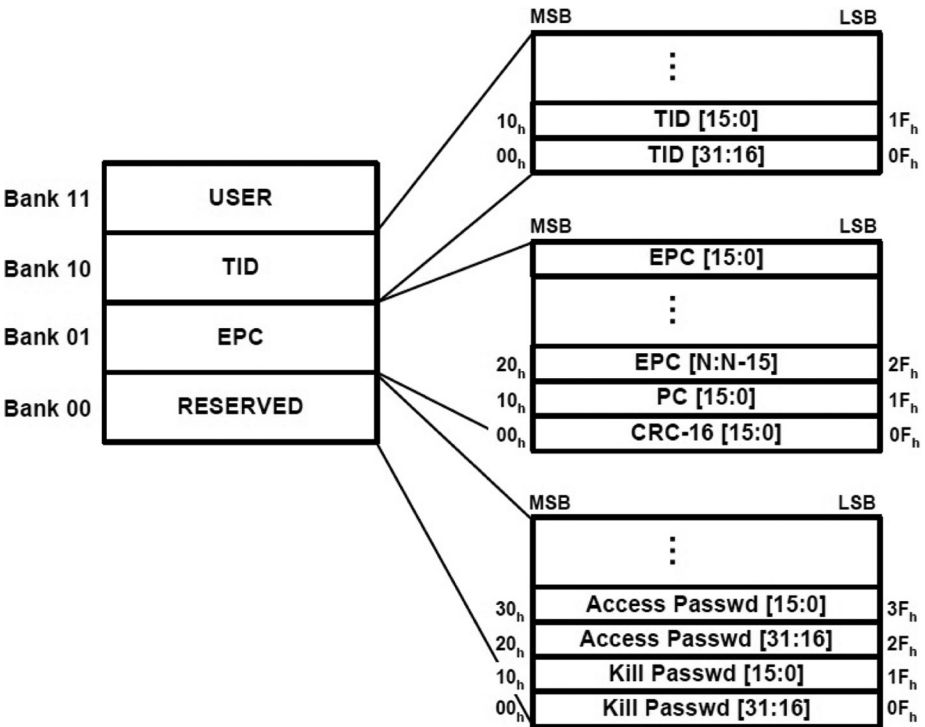 Bank 11 USER
Bank 10 TID
Bank 01 EPC
Bank 00 RESERVED
MSB LSB
⋮
10h TID [15:0] 1Fh
00h TID [31:16] 0Fh
MSB LSB
EPC [15:0]
⋮
20h EPC [N:N-15] 2Fh
10h PC [15:0] 1Fh
00h CRC-16 [15:0] 0Fh
MSB LSB
⋮
30h Access Passwd [15:0] 3Fh
20h Access Passwd [31:16] 2Fh
10h Kill Passwd [15:0] 1Fh
00h Kill Passwd [31:16] 0Fh